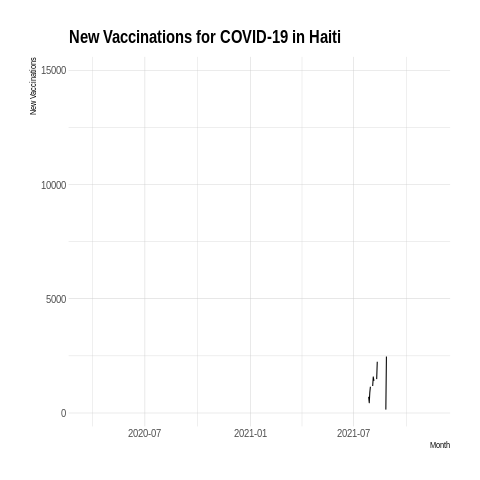 New Vaccinations for COVID-19 in Haiti
New Vaccinations
15000
10000
5000
0
2020-07 2021-01 2021-07
Month